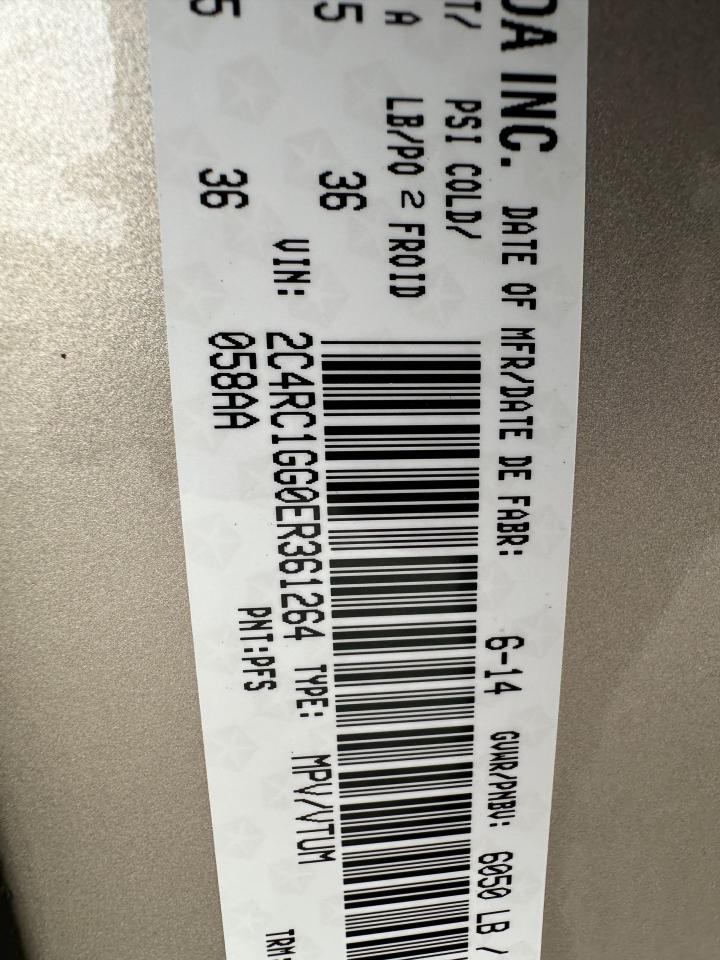 DA INC. DATE OF MFR/DATE DE FABR: 6-14 GVWR/PNBV: 6050 LB /
T/ PSI COLD/
A LB/PO 2 FROID
5 36
5 36
VIN: 2C4RC1GG0ER361264 TYPE: MPV/VTUM
058AA PNT:PFS TRM: